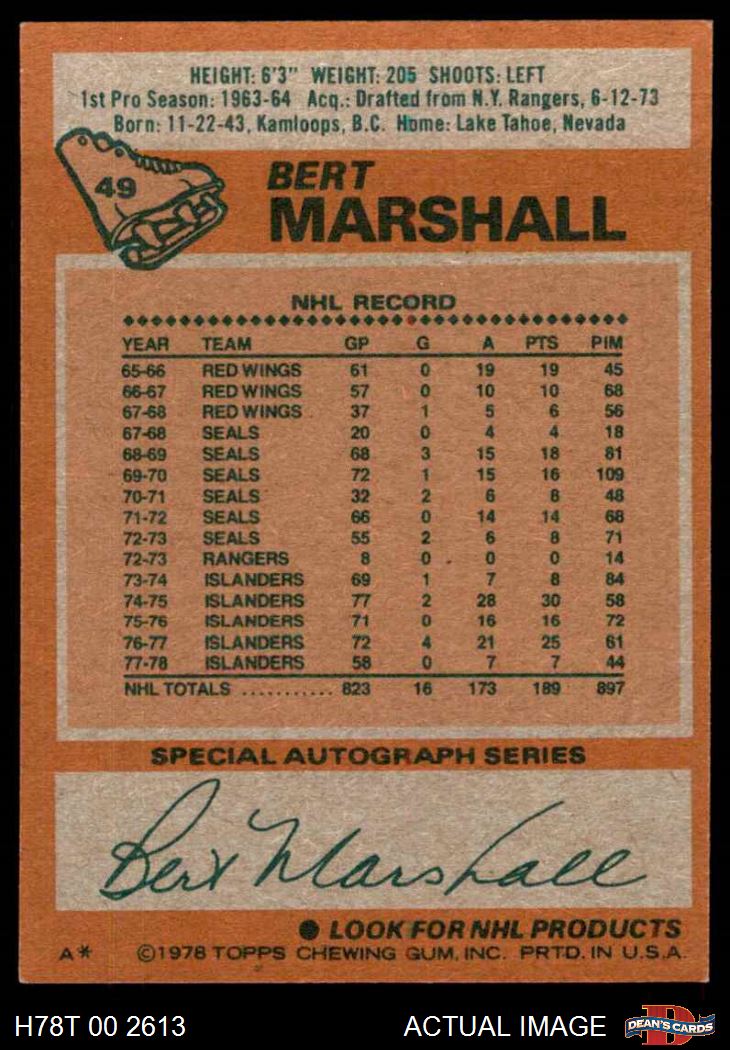 HEIGHT: 6'3" WEIGHT: 205 SHOOTS: LEFT
1st Pro Season: 1963-64 Acq.: Drafted from N.Y. Rangers, 6-12-73
Born: 11-22-43, Kamloops, B.C. Home: Lake Tahoe, Nevada
49
BERT
MARSHALL
NHL RECORD
YEAR TEAM GP G A PTS PIM
65-66 RED WINGS 61 0 19 19 45
66-67 RED WINGS 57 0 10 10 68
67-68 RED WINGS 37 1 5 6 56
67-68 SEALS 20 0 4 4 18
68-69 SEALS 68 3 15 18 81
69-70 SEALS 72 1 15 16 109
70-71 SEALS 32 2 6 8 48
71-72 SEALS 66 0 14 14 68
72-73 SEALS 55 2 6 8 71
72-73 RANGERS 8 0 0 0 14
73-74 ISLANDERS 69 1 7 8 84
74-75 ISLANDERS 77 2 28 30 58
75-76 ISLANDERS 71 0 16 16 72
76-77 ISLANDERS 72 4 21 25 61
77-78 ISLANDERS 58 0 7 7 44
NHL TOTALS ........... 823 16 173 189 897
SPECIAL AUTOGRAPH SERIES
Bert Marshall
● LOOK FOR NHL PRODUCTS
A* ©1978 TOPPS CHEWING GUM, INC. PRTD. IN U.S.A.
H78T 00 2613 ACTUAL IMAGE
D
DEAN'S CARDS